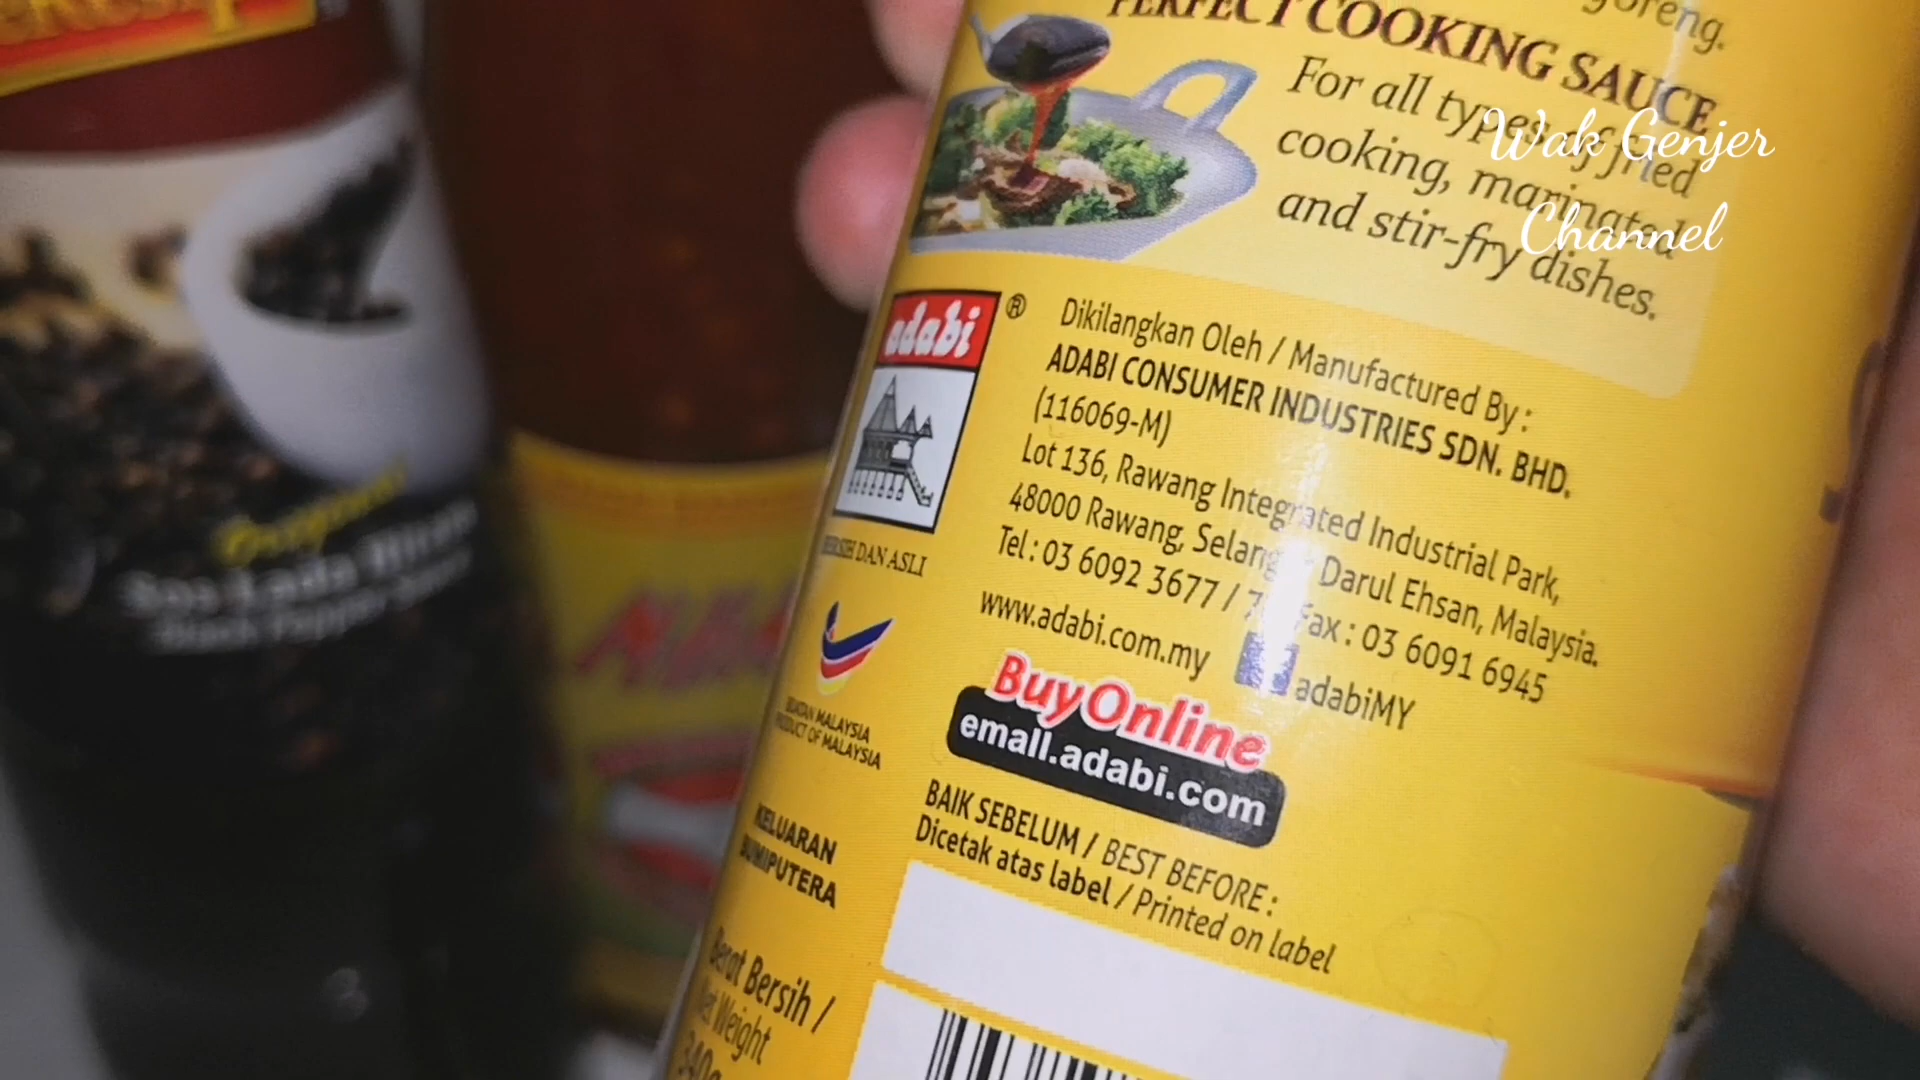 goreng.
PERFECT COOKING SAUCE
For all types of fried
cooking, marinated
and stir-fry dishes.
Wak Genjer
Channel
adabi
®
BERSIH DAN ASLI
Dikilangkan Oleh / Manufactured By :
ADABI CONSUMER INDUSTRIES SDN. BHD.
(116069-M)
Lot 136, Rawang Integrated Industrial Park,
48000 Rawang, Selangor Darul Ehsan, Malaysia.
Tel : 03 6092 3677 / Fax : 03 6091 6945
www.adabi.com.my
adabiMY
BUATAN MALAYSIA
PRODUCT OF MALAYSIA
Buy Online
emall.adabi.com
KELUARAN
BUMIPUTERA
BAIK SEBELUM / BEST BEFORE :
Dicetak atas label / Printed on label
Berat Bersih /
Net Weight
340g
Sos Lada Hitam
Black Pepper